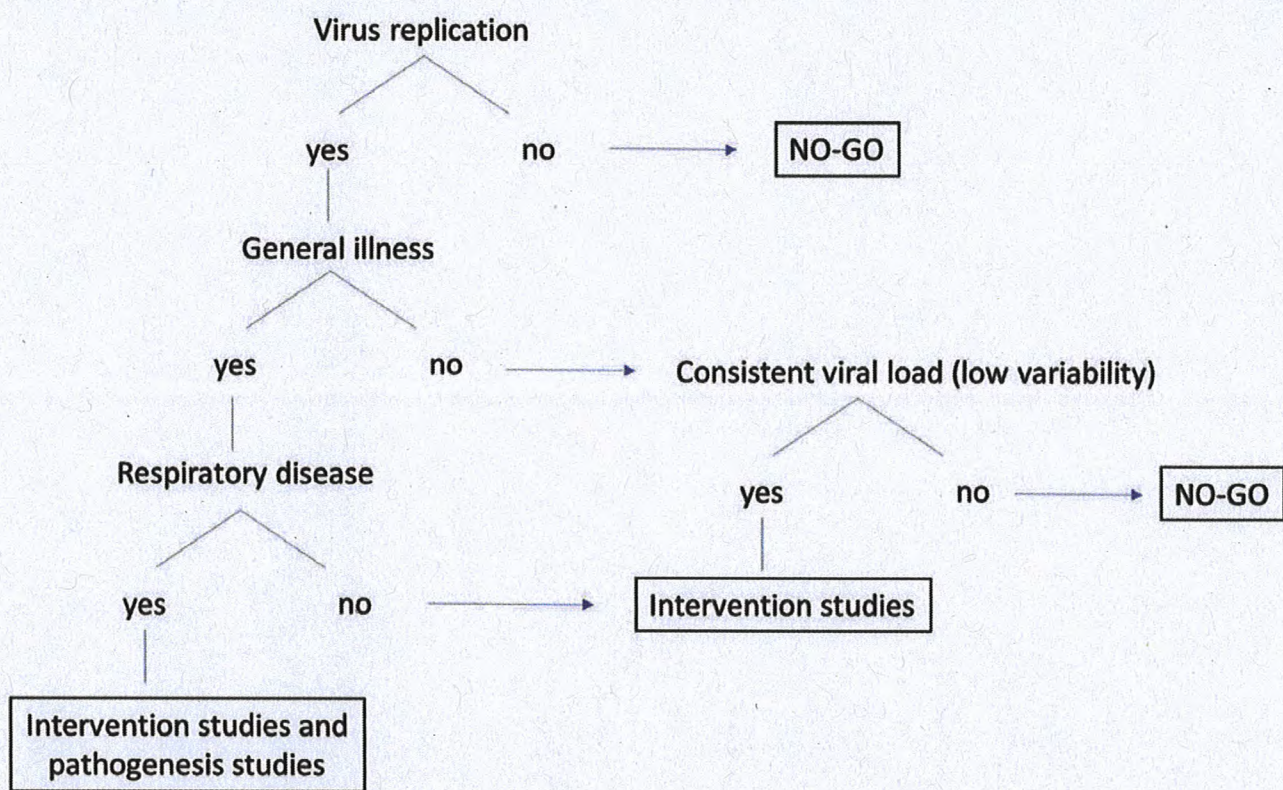 Virus replication
yes
no
NO-GO
General illness
yes
no
Consistent viral load (low variability)
Respiratory disease
yes
no
NO-GO
yes
no
Intervention studies
Intervention studies and
pathogenesis studies